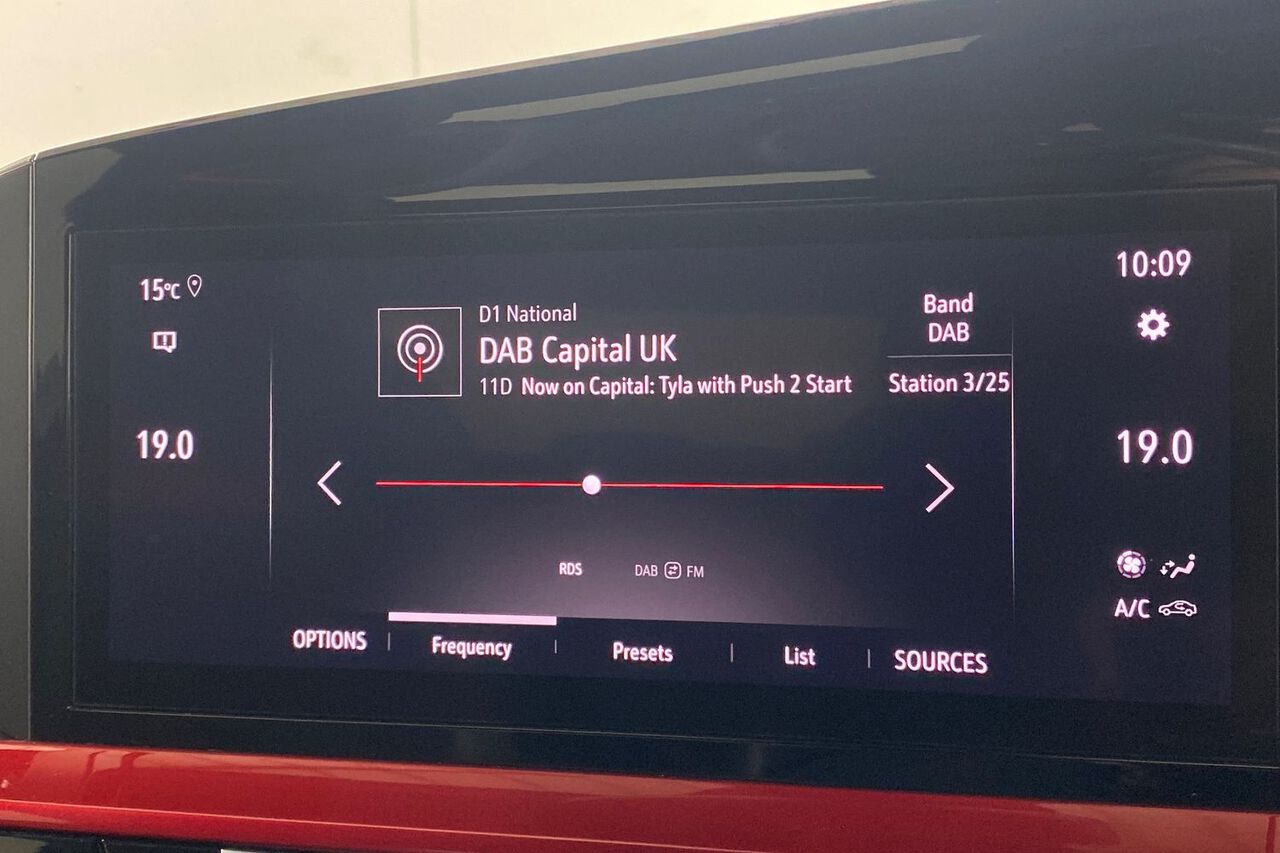 15°C
19.0
D1 National
DAB Capital UK
11D Now on Capital: Tyla with Push 2 Start
Band
DAB
Station 3/25
10:09
19.0
RDS
DAB FM
A/C
OPTIONS
Frequency
Presets
List
SOURCES